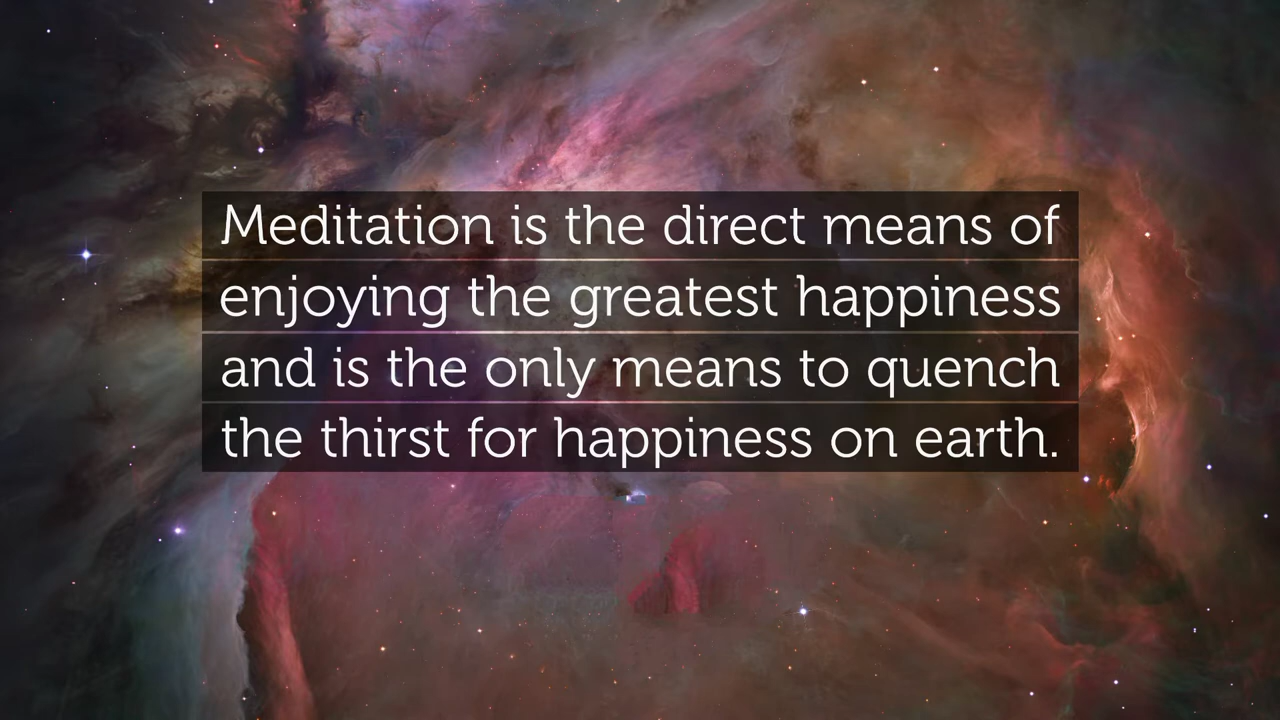 Meditation is the direct means of
enjoying the greatest happiness
and is the only means to quench
the thirst for happiness on earth.